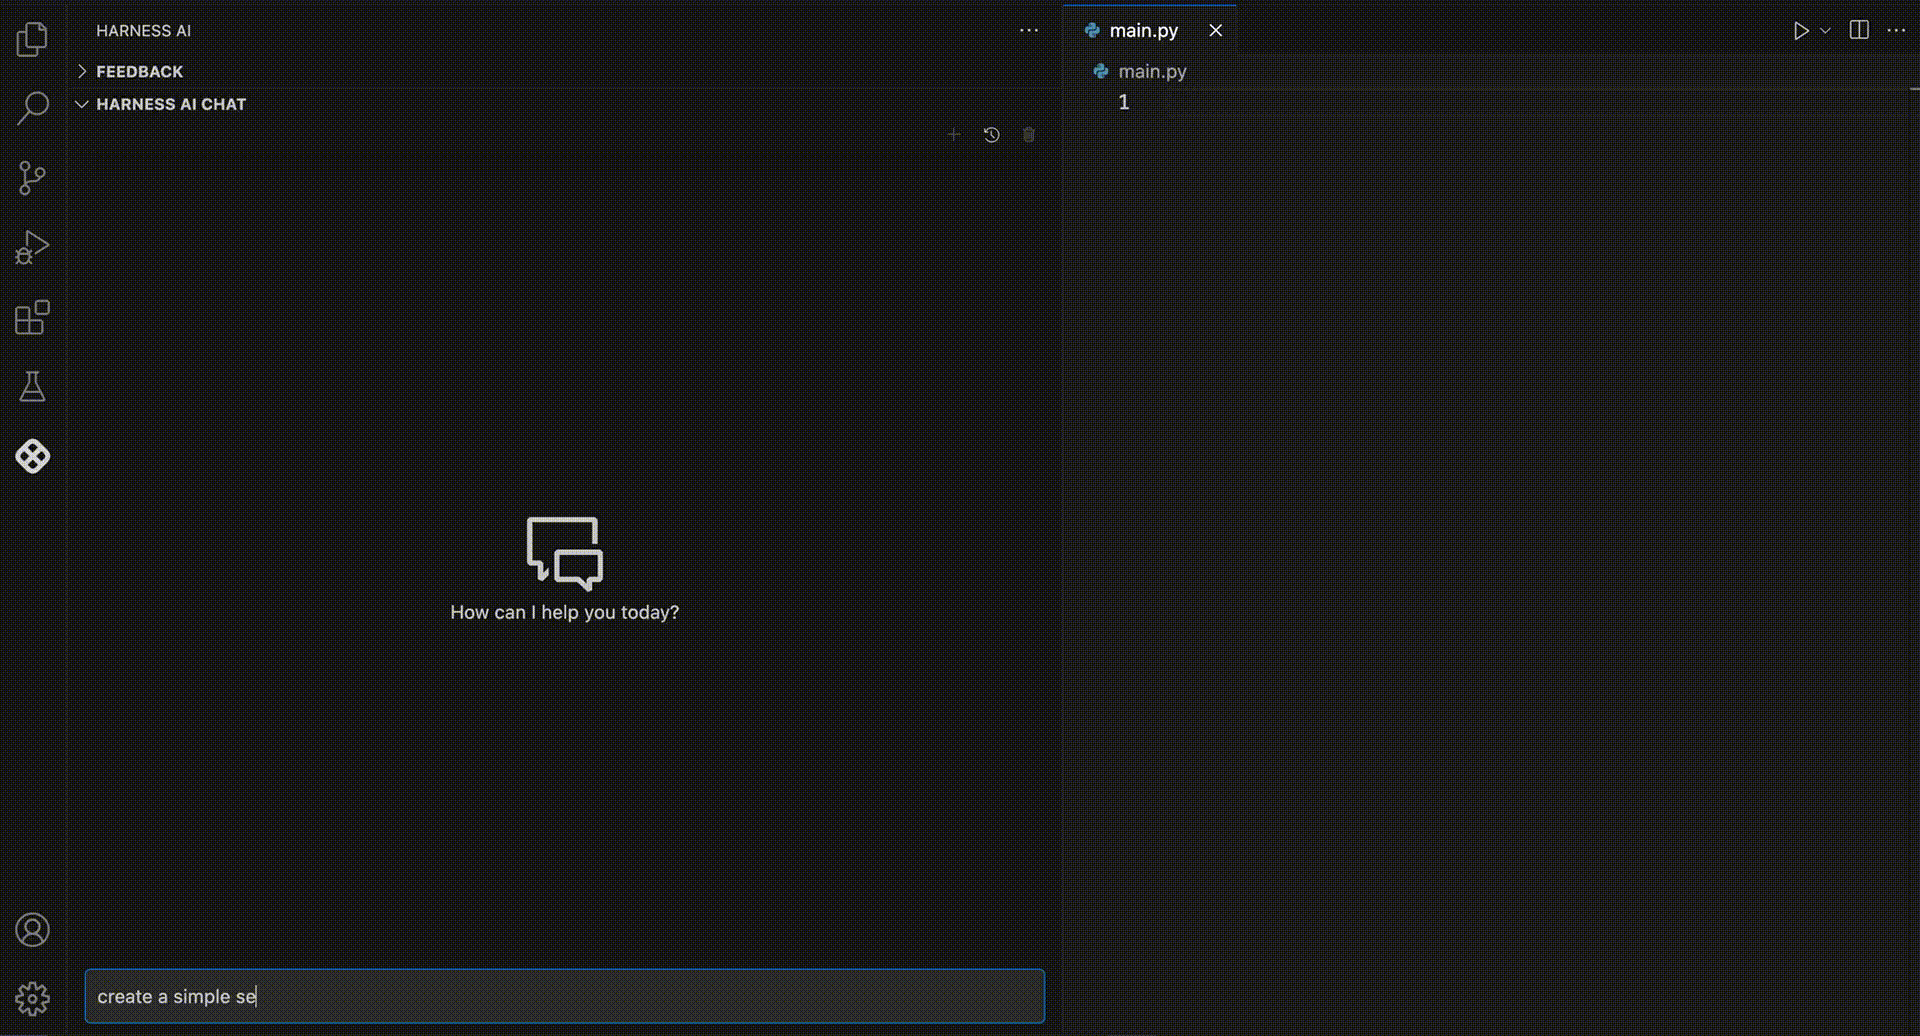 HARNESS AI
FEEDBACK
HARNESS AI CHAT
How can I help you today?
create a simple se
main.py
main.py
1